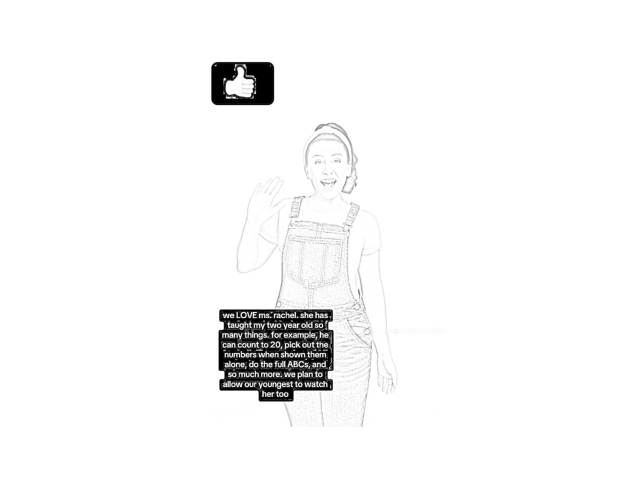 we LOVE ms. rachel. she has
taught my two year old so
many things. for example, he
can count to 20, pick out the
numbers when shown them
alone, do the full ABCs, and
so much more. we plan to
allow our youngest to watch
her too